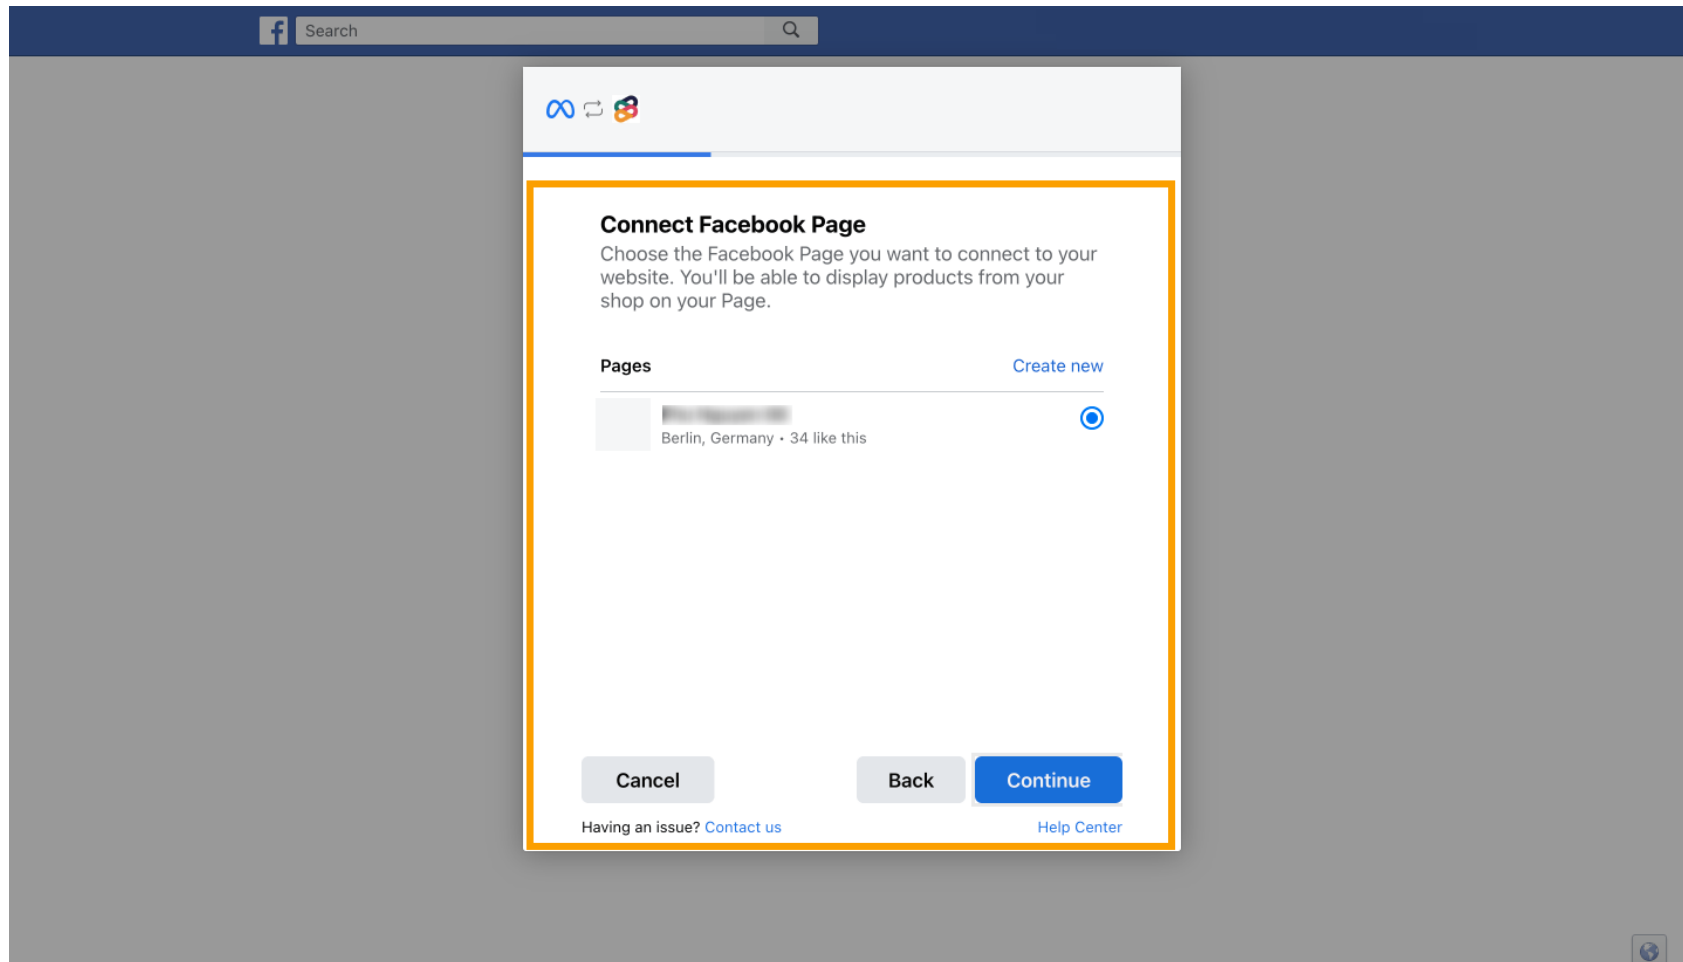 Search
Connect Facebook Page
Choose the Facebook Page you want to connect to your
website. You'll be able to display products from your
shop on your Page.
Pages
Create new
Berlin, Germany • 34 like this
Cancel
Back
Continue
Having an issue? Contact us
Help Center